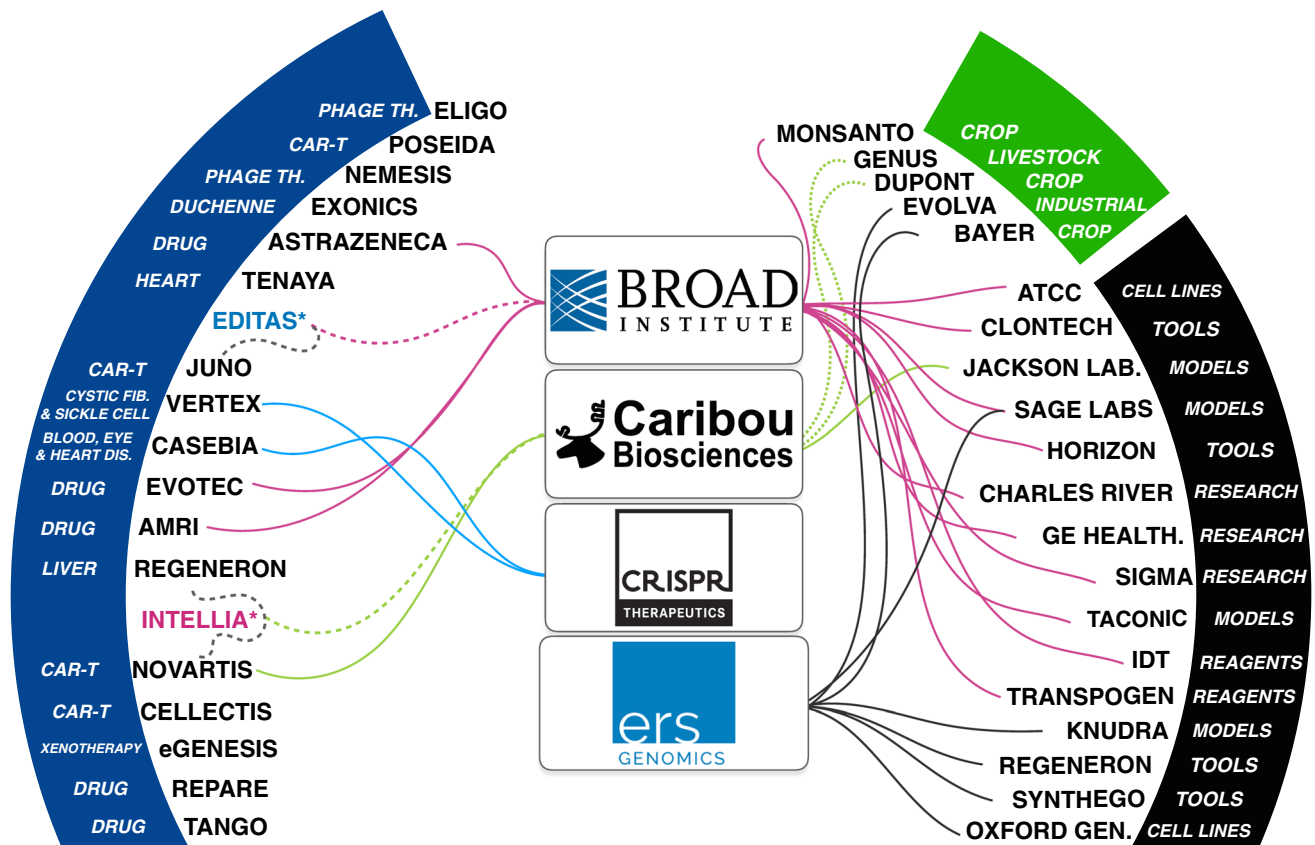 PHAGE TH. ELIGO
CAR-T POSEIDA
PHAGE TH. NEMESIS
DUCHENNE EXONICS
DRUG ASTRAZENECA
HEART TENAYA
EDITAS*
CAR-T JUNO
CYSTIC FIB.
& SICKLE CELL
VERTEX
BLOOD, EYE
& HEART DIS.
CASEBIA
DRUG EVOTEC
DRUG AMRI
LIVER REGENERON
INTELLIA*
CAR-T NOVARTIS
CAR-T CELLECTIS
XENOTHERAPY eGENESIS
DRUG REPARE
DRUG TANGO
BROAD
INSTITUTE
Caribou
Biosciences
CRISPR
THERAPEUTICS
ers
GENOMICS
MONSANTO CROP
GENUS LIVESTOCK
DUPONT CROP
EVOLVA INDUSTRIAL
BAYER CROP
ATCC CELL LINES
CLONTECH TOOLS
JACKSON LAB. MODELS
SAGE LABS MODELS
HORIZON TOOLS
CHARLES RIVER RESEARCH
GE HEALTH. RESEARCH
SIGMA RESEARCH
TACONIC MODELS
IDT REAGENTS
TRANSPOGEN REAGENTS
KNUDRA MODELS
REGENERON TOOLS
SYNTHEGO TOOLS
OXFORD GEN. CELL LINES